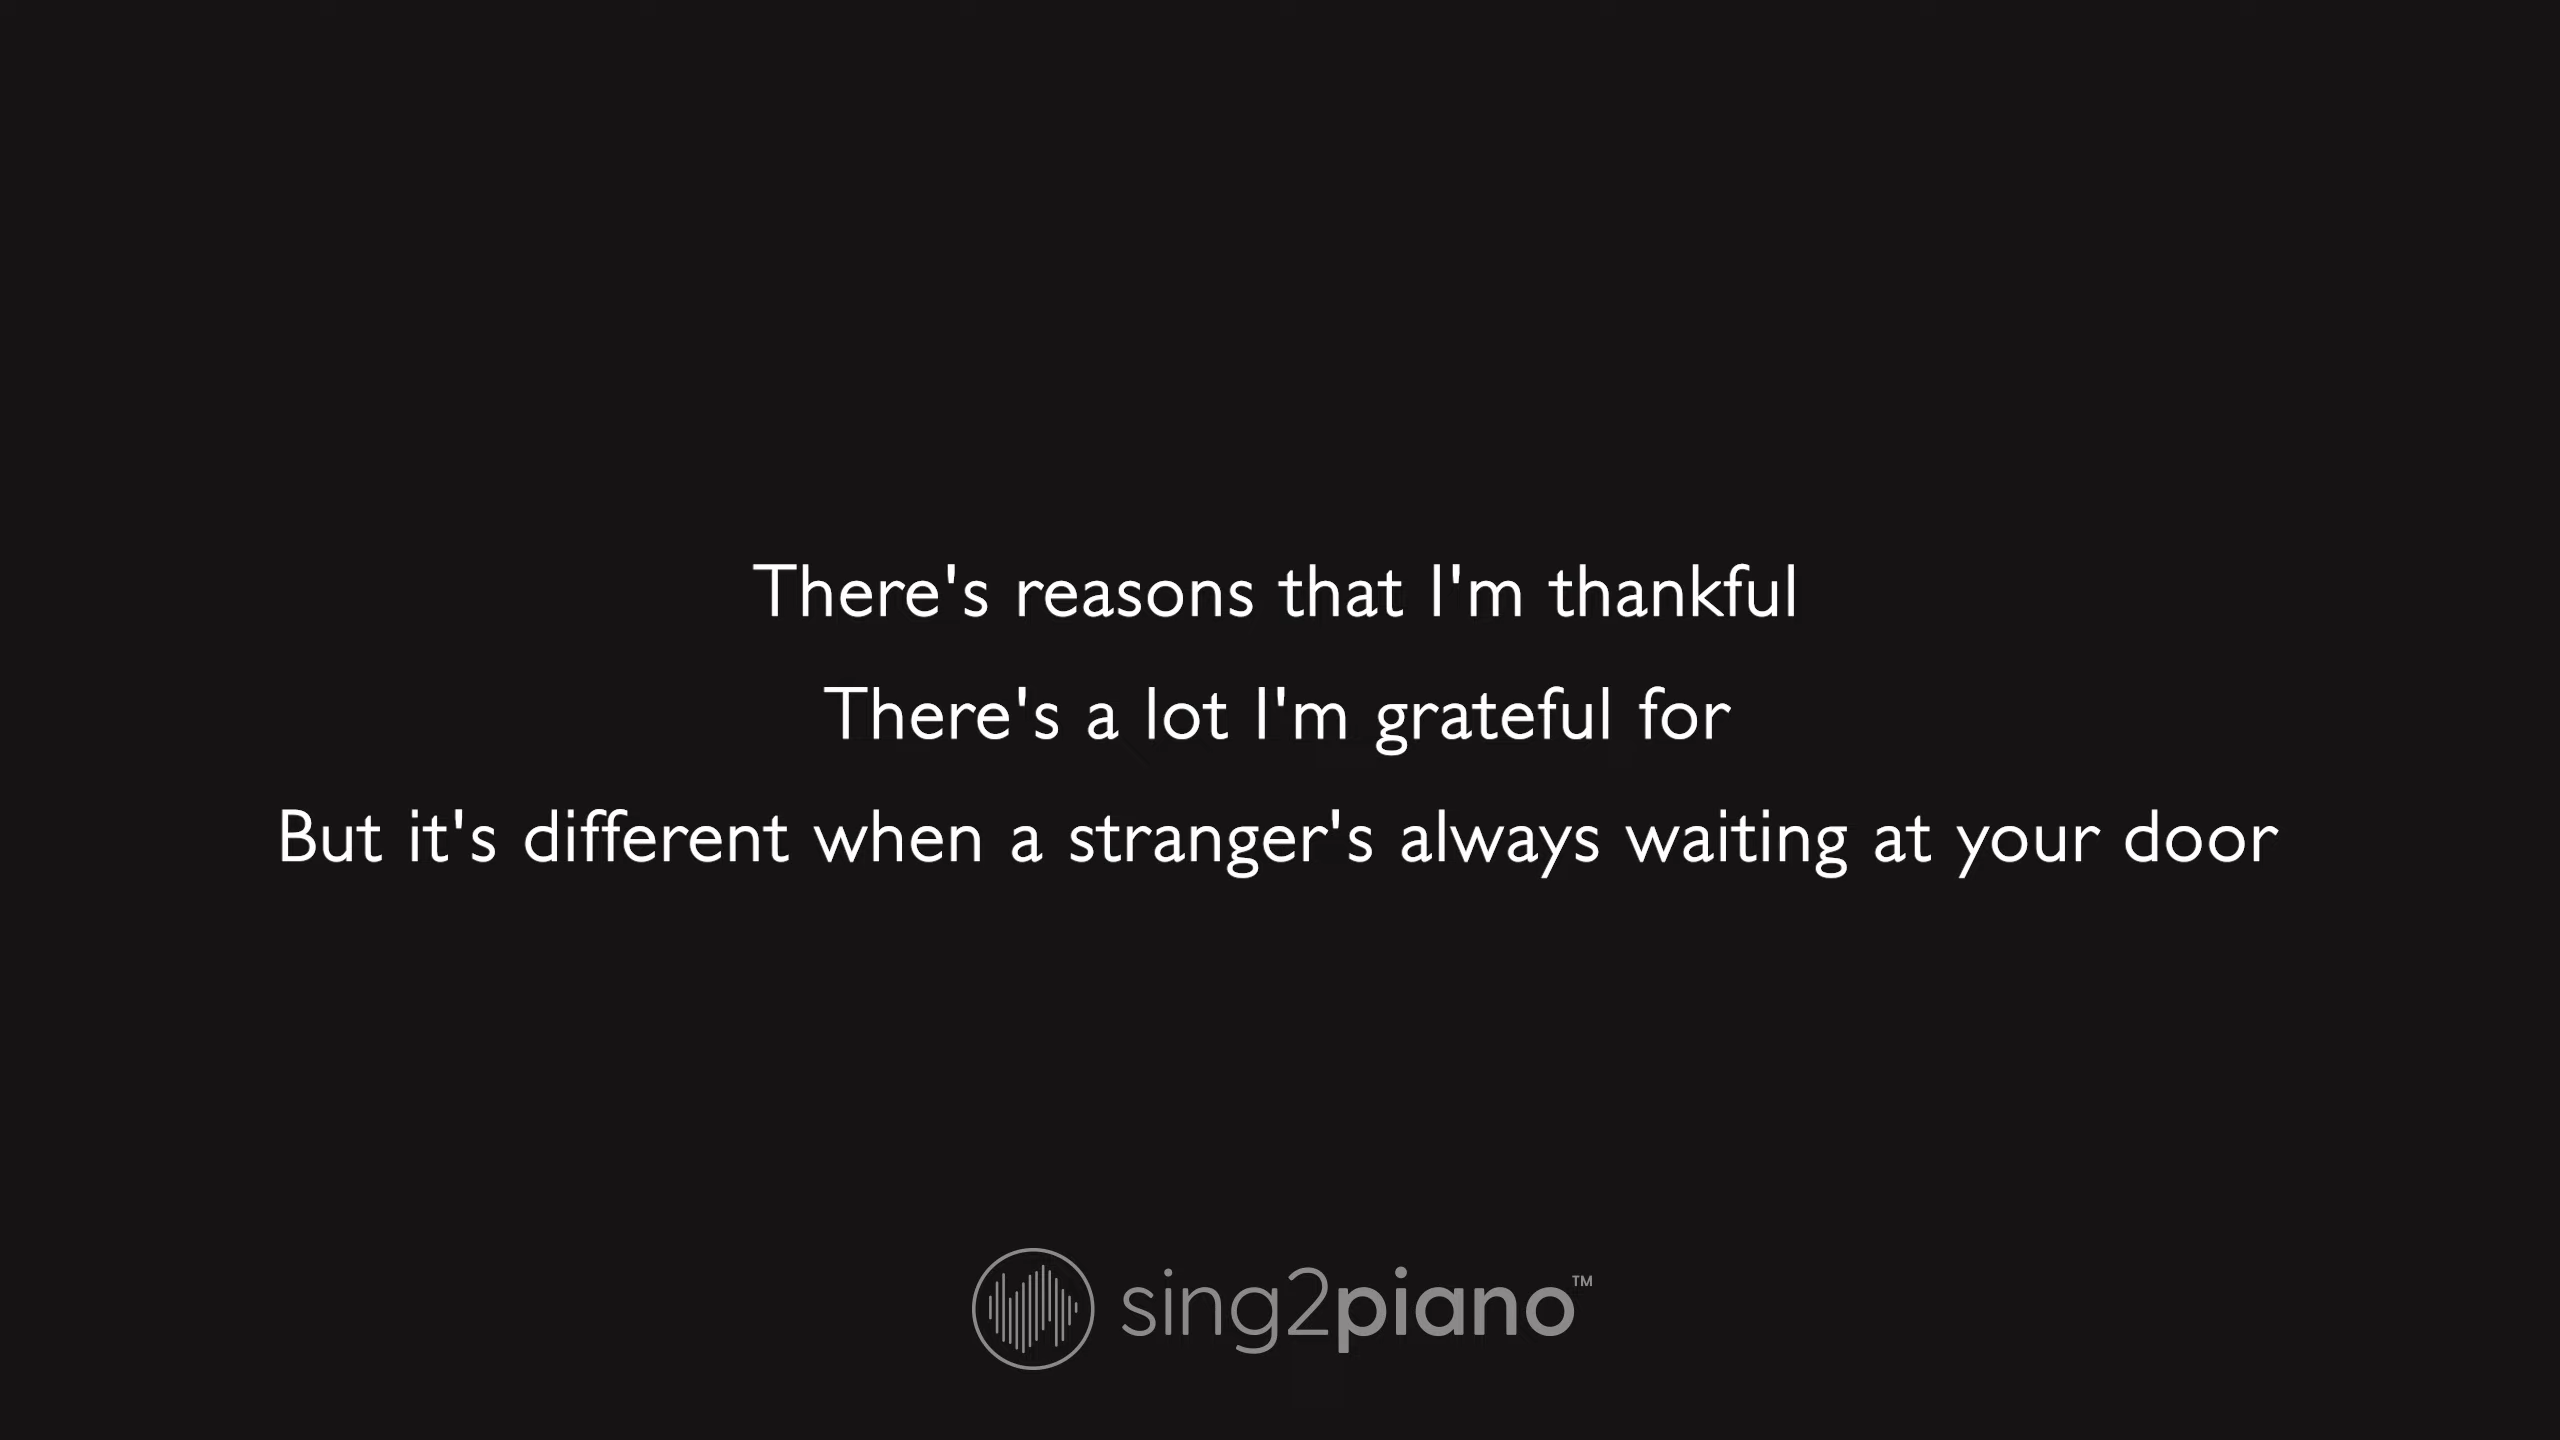 There's reasons that I'm thankful
There's a lot I'm grateful for
But it's different when a stranger's always waiting at your door
sing2piano™